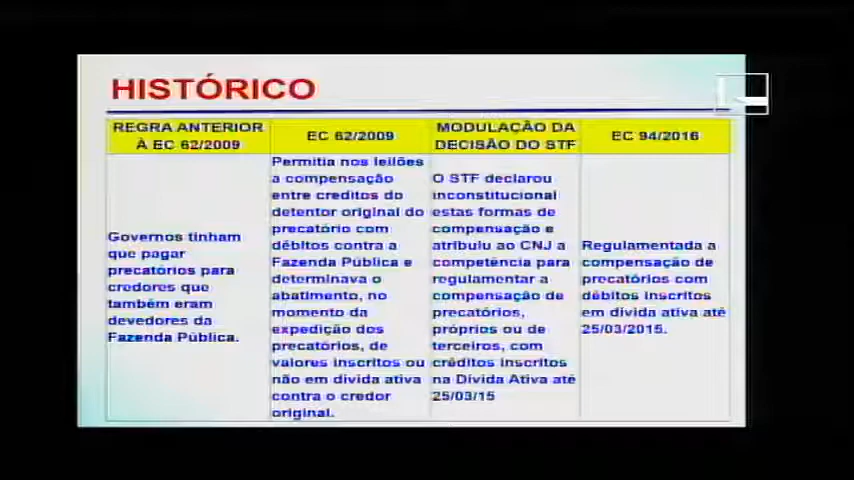 HISTÓRICO
REGRA ANTERIOR
À EC 62/2009
EC 62/2009
MODULAÇÃO DA
DECISÃO DO STF
EC 94/2016
Governos tinham
que pagar
precatórios para
credores que
também eram
devedores da
Fazenda Pública.
Permitia nos leilões
a compensação
entre creditos do
detentor original do
precatório com
débitos contra a
Fazenda Pública e
determinava o
abatimento, no
momento da
expedição dos
precatórios, de
valores inscritos ou
não em divida ativa
contra o credor
original.
O STF declarou
inconstitucional
estas formas de
compensação e
atribuiu ao CNJ a
competência para
regulamentar a
compensação de
precatórios,
próprios ou de
terceiros, com
créditos inscritos
na Divida Ativa até
25/03/15
Regulamentada a
compensação de
precatórios com
débitos inscritos
em divida ativa até
25/03/2015.